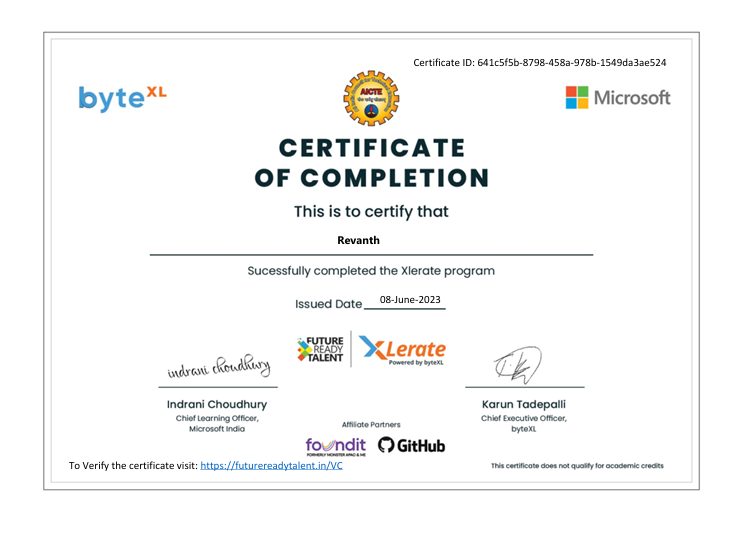 Certificate ID: 641c5f5b-8798-458a-978b-1549da3ae524
byteXL
AICTE
Microsoft
CERTIFICATE
OF COMPLETION
This is to certify that
Revanth
Sucessfully completed the Xlerate program
Issued Date 08-June-2023
FUTURE
READY
TALENT
XLerate
Powered by byteXL
indrani choudhury
Indrani Choudhury
Chief Learning Officer,
Microsoft India
Karun Tadepalli
Chief Executive Officer,
byteXL
Affiliate Partners
foundit
FORMERLY MONSTER APAC & ME
GitHub
To Verify the certificate visit: https://futurereadytalent.in/VC
This certificate does not qualify for academic credits